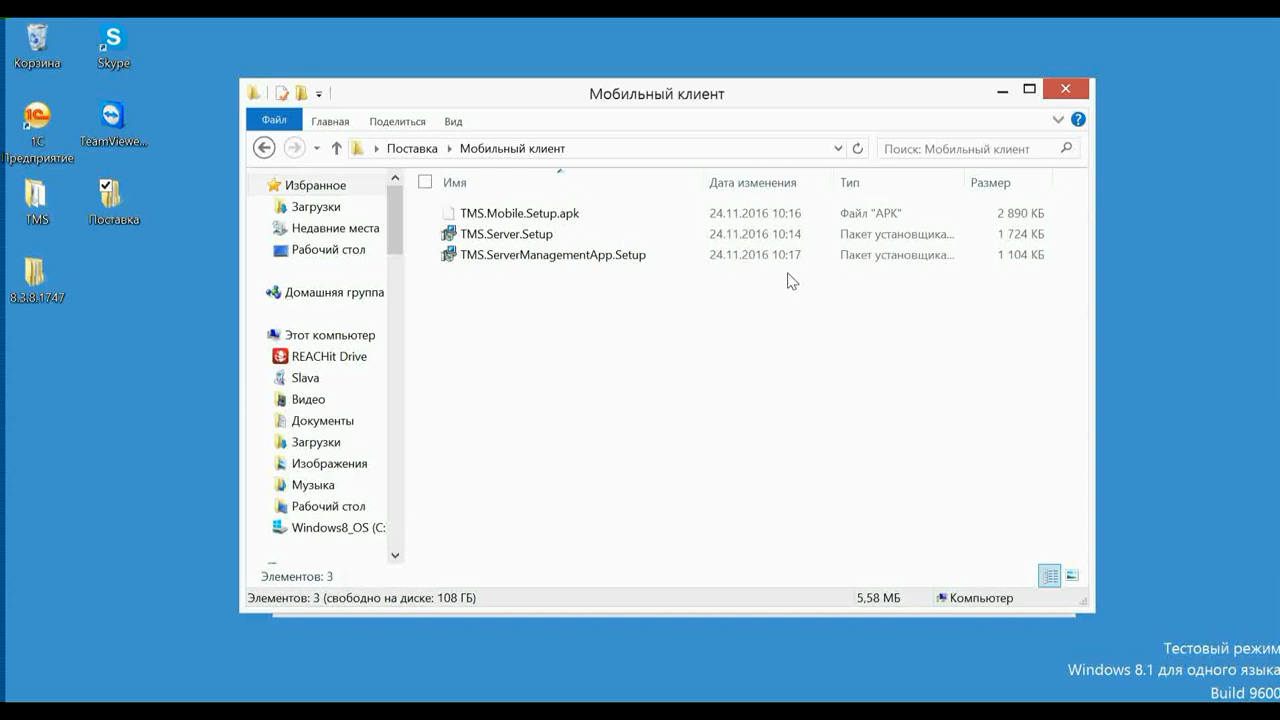 Корзина
Skype
1С
Предприятие
TeamViewe...
TMS
Поставка
8.3.8.1747
Мобильный клиент
Файл
Главная
Поделиться
Вид
Поставка
Мобильный клиент
Поиск: Мобильный клиент
Избранное
Загрузки
Недавние места
Рабочий стол
Домашняя группа
Этот компьютер
REACHit Drive
Slava
Видео
Документы
Загрузки
Изображения
Музыка
Рабочий стол
Windows8_OS (C:
Имя Дата изменения Тип Размер
TMS.Mobile.Setup.apk 24.11.2016 10:16 Файл "APK" 2 890 КБ
TMS.Server.Setup 24.11.2016 10:14 Пакет установщика... 1 724 КБ
TMS.ServerManagementApp.Setup 24.11.2016 10:17 Пакет установщика... 1 104 КБ
Элементов: 3
Элементов: 3 (свободно на диске: 108 ГБ) 5,58 МБ Компьютер
Тестовый режим
Windows 8.1 для одного языка
Build 9600